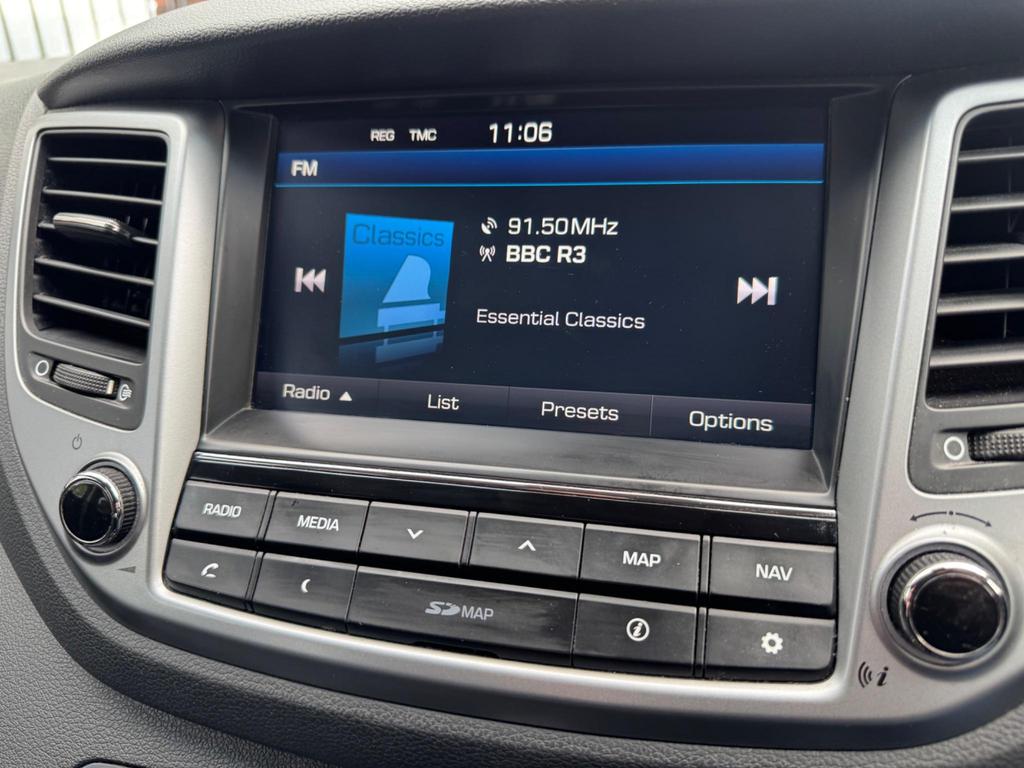 REG TMC 11:06
FM
Classics
91.50MHz
BBC R3
Essential Classics
Radio ▲ List Presets Options
RADIO MEDIA MAP NAV
SD MAP i
i